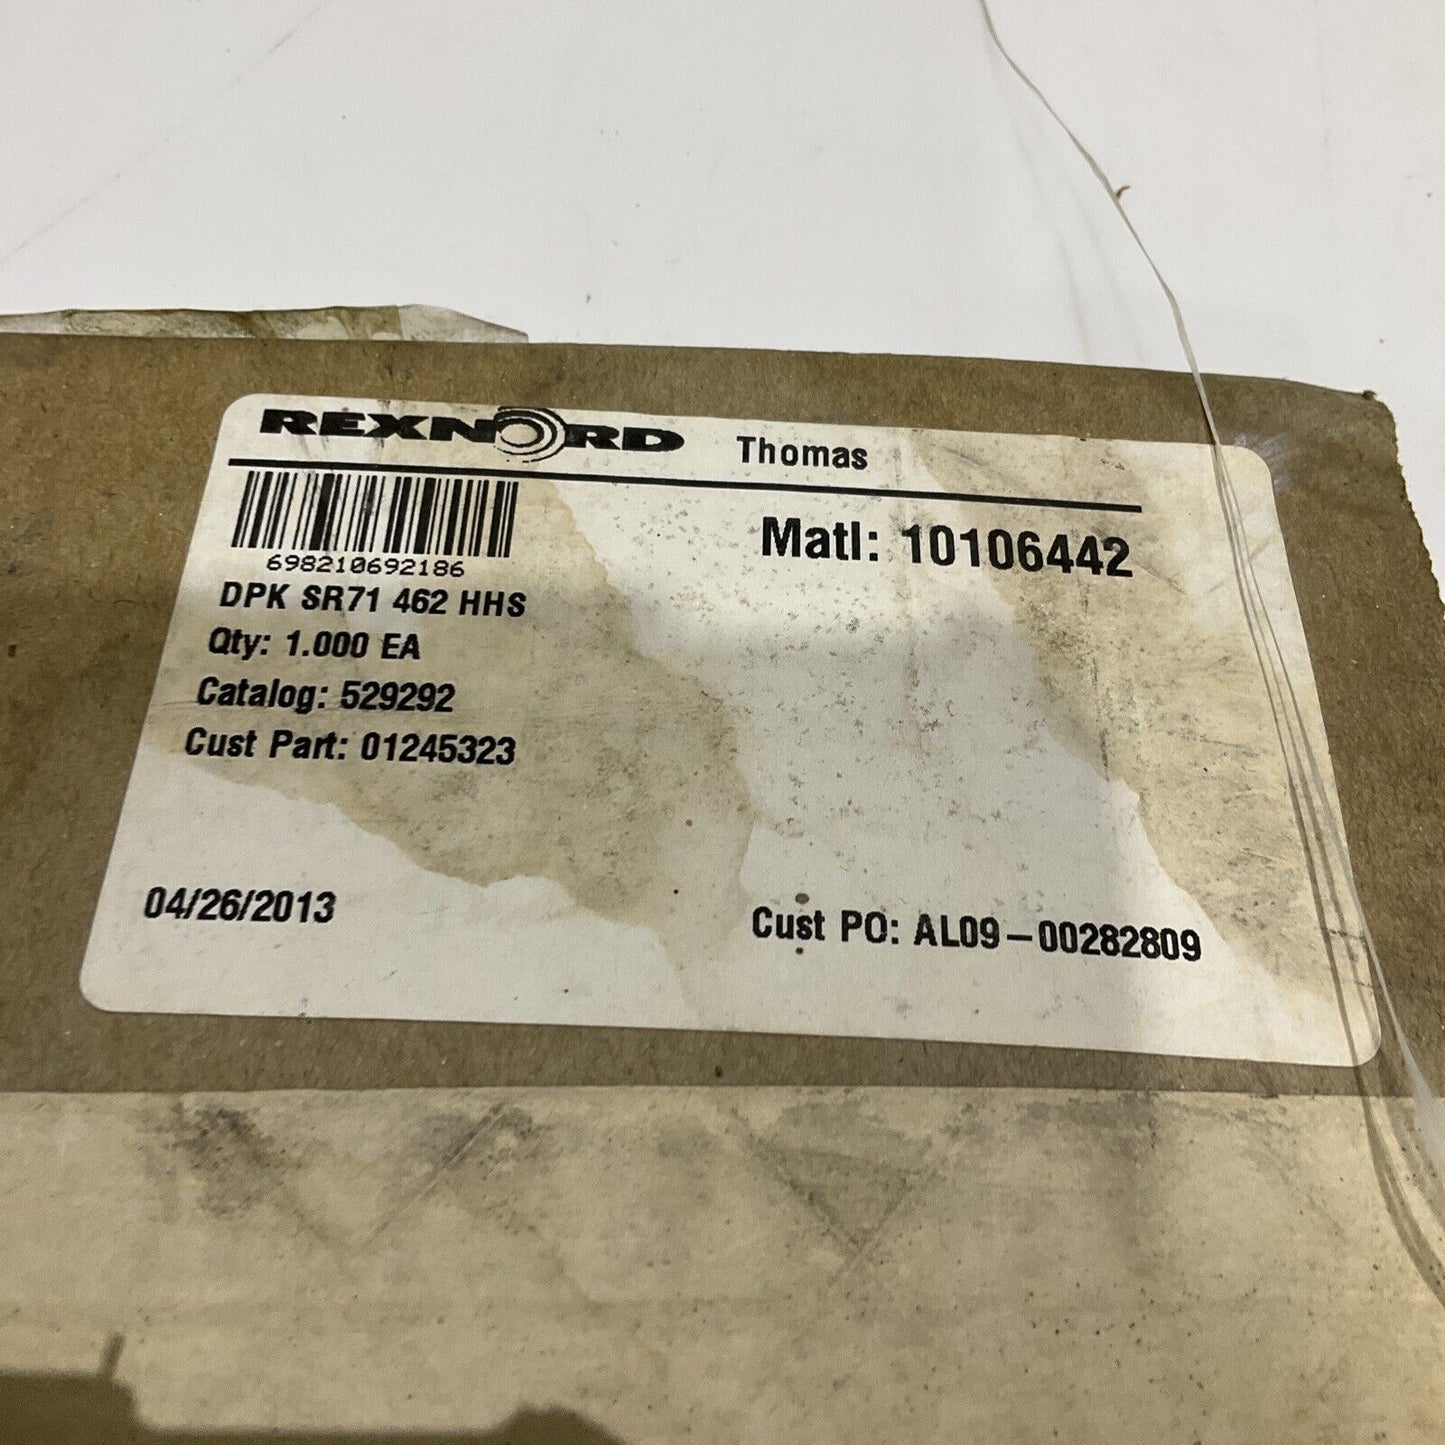 REXNORD Thomas
698210692186
Matl: 10106442
DPK SR71 462 HHS
Qty: 1.000 EA
Catalog: 529292
Cust Part: 01245323
04/26/2013
Cust PO: AL09-00282809